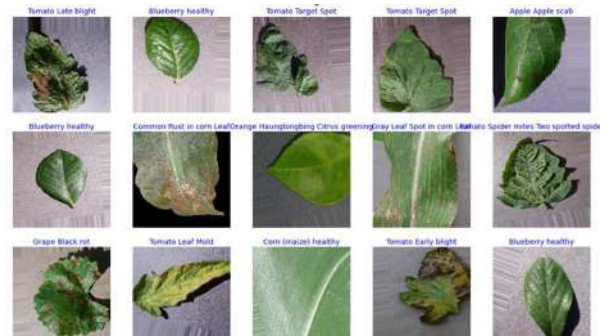 Tomato Late blight
Blueberry healthy
Tomato Target Spot
Tomato Target Spot
Apple Apple scab
Blueberry healthy
Common Rust in corn Leaf
Orange Haunglongbing Citrus greening
Gray Leaf Spot in corn Leaf
Tomato Spider mites Two spotted spide
Grape Black rot
Tomato Leaf Mold
Corn (maize) healthy
Tomato Early blight
Blueberry healthy